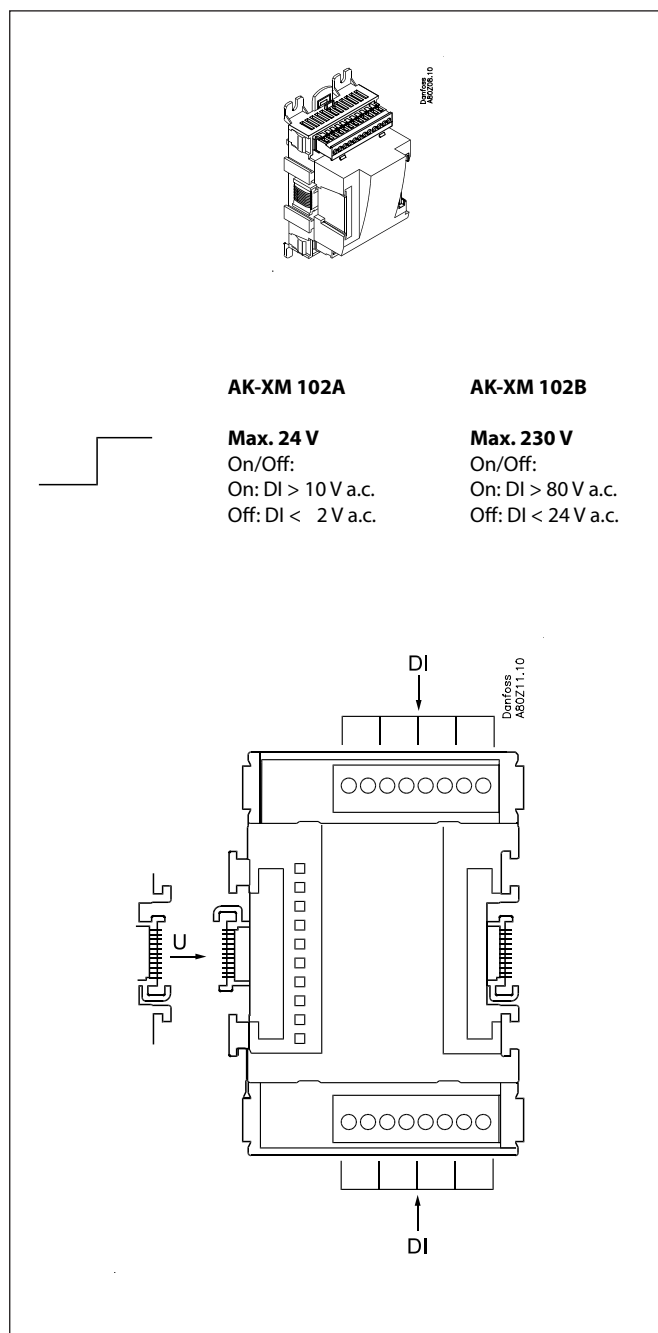 Danfoss
A80Z08.10
AK-XM 102A
Max. 24 V
On/Off:
On: DI > 10 V a.c.
Off: DI < 2 V a.c.
AK-XM 102B
Max. 230 V
On/Off:
On: DI > 80 V a.c.
Off: DI < 24 V a.c.
DI
Danfoss
A80Z11.10
U
DI